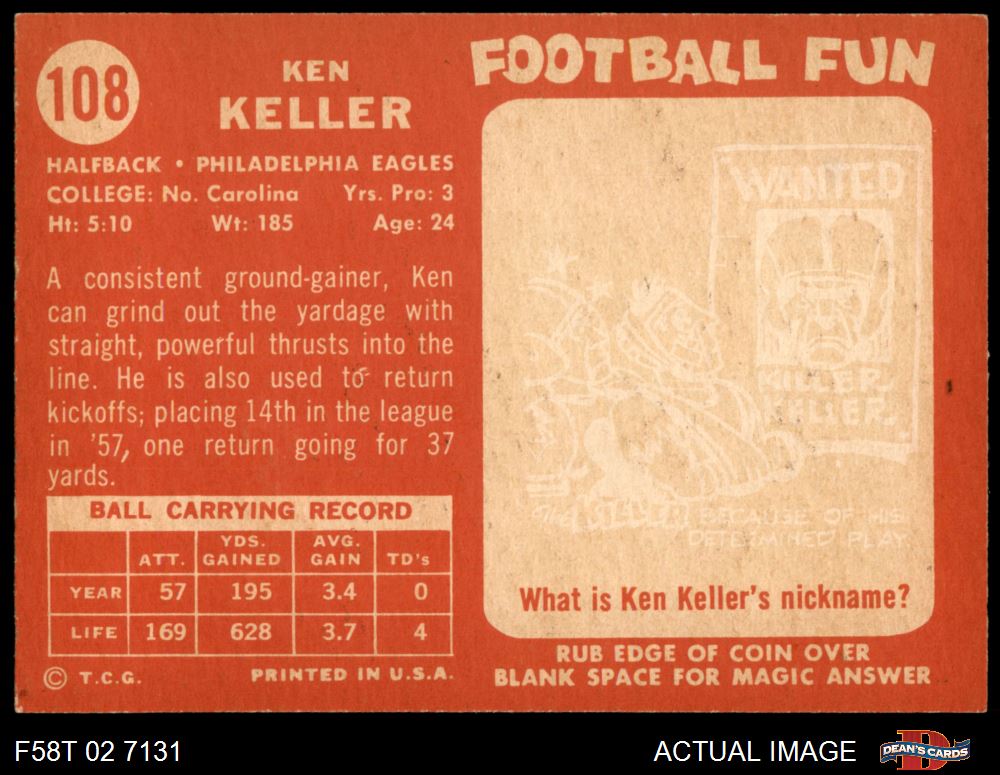 108
KEN
KELLER
HALFBACK • PHILADELPHIA EAGLES
COLLEGE: No. Carolina Yrs. Pro: 3
Ht: 5:10 Wt: 185 Age: 24
A consistent ground-gainer, Ken
can grind out the yardage with
straight, powerful thrusts into the
line. He is also used to return
kickoffs; placing 14th in the league
in '57, one return going for 37
yards.
BALL CARRYING RECORD
ATT. YDS. GAINED AVG. GAIN TD's
YEAR 57 195 3.4 0
LIFE 169 628 3.7 4
© T.C.G. PRINTED IN U.S.A.
FOOTBALL FUN
WANTED
KILLER
KELLER
BECAUSE OF HIS
DETERMINED PLAY
What is Ken Keller's nickname?
RUB EDGE OF COIN OVER
BLANK SPACE FOR MAGIC ANSWER
F58T 02 7131
ACTUAL IMAGE
D
DEAN'S CARDS